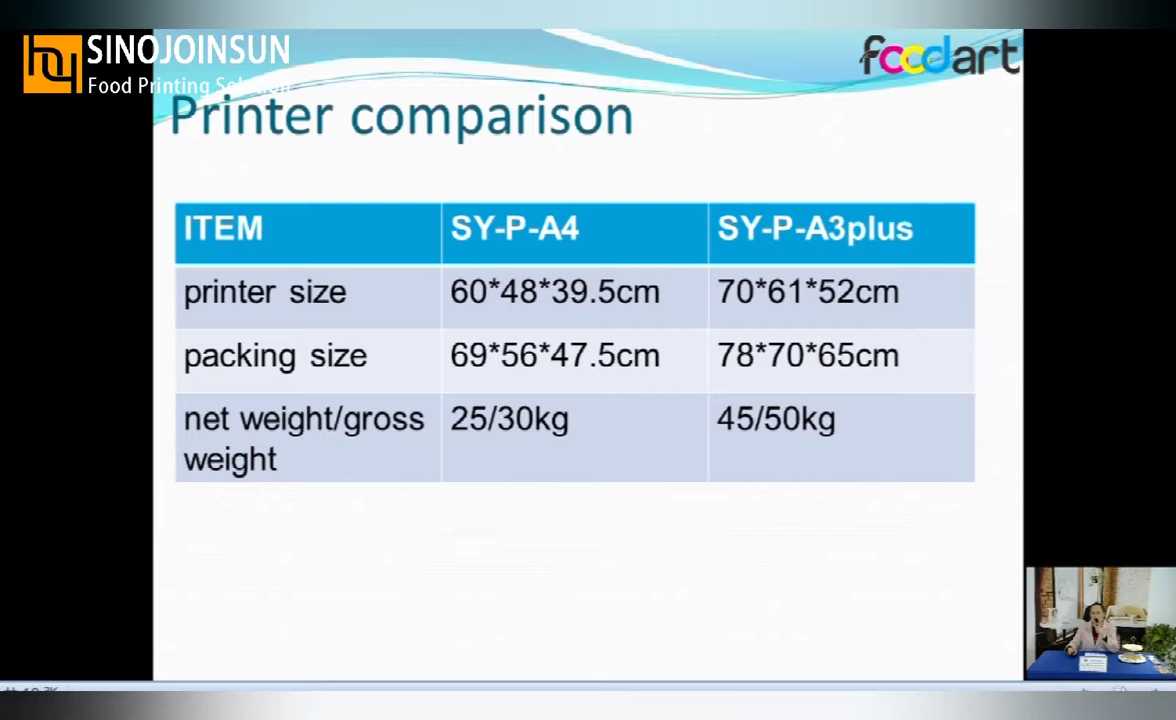 SINOJOINSUN
Food Printing Solution
foodart
Printer comparison
ITEM SY-P-A4 SY-P-A3plus
printer size 60*48*39.5cm 70*61*52cm
packing size 69*56*47.5cm 78*70*65cm
net weight/gross 25/30kg 45/50kg
weight